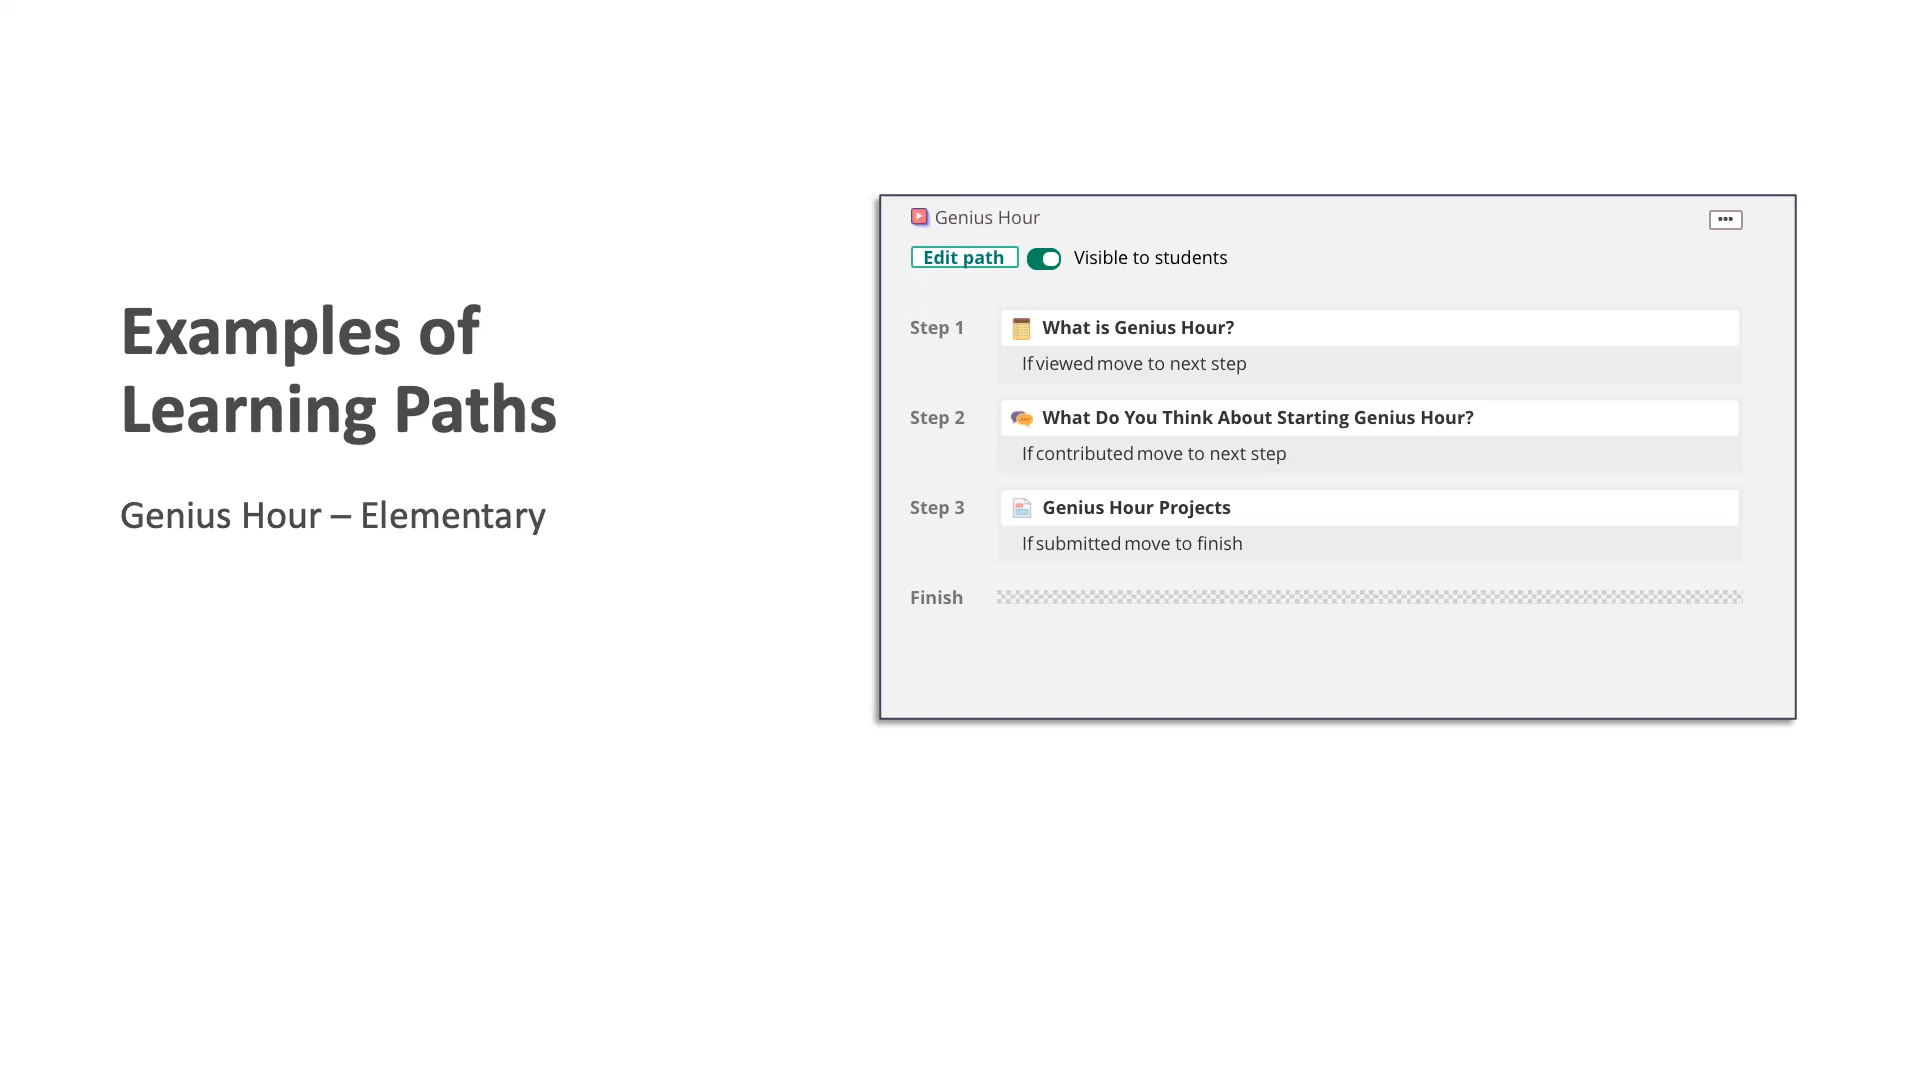 Examples of
Learning Paths
Genius Hour – Elementary
Genius Hour
Edit path Visible to students
Step 1 What is Genius Hour?
If viewed move to next step
Step 2 What Do You Think About Starting Genius Hour?
If contributed move to next step
Step 3 Genius Hour Projects
If submitted move to finish
Finish